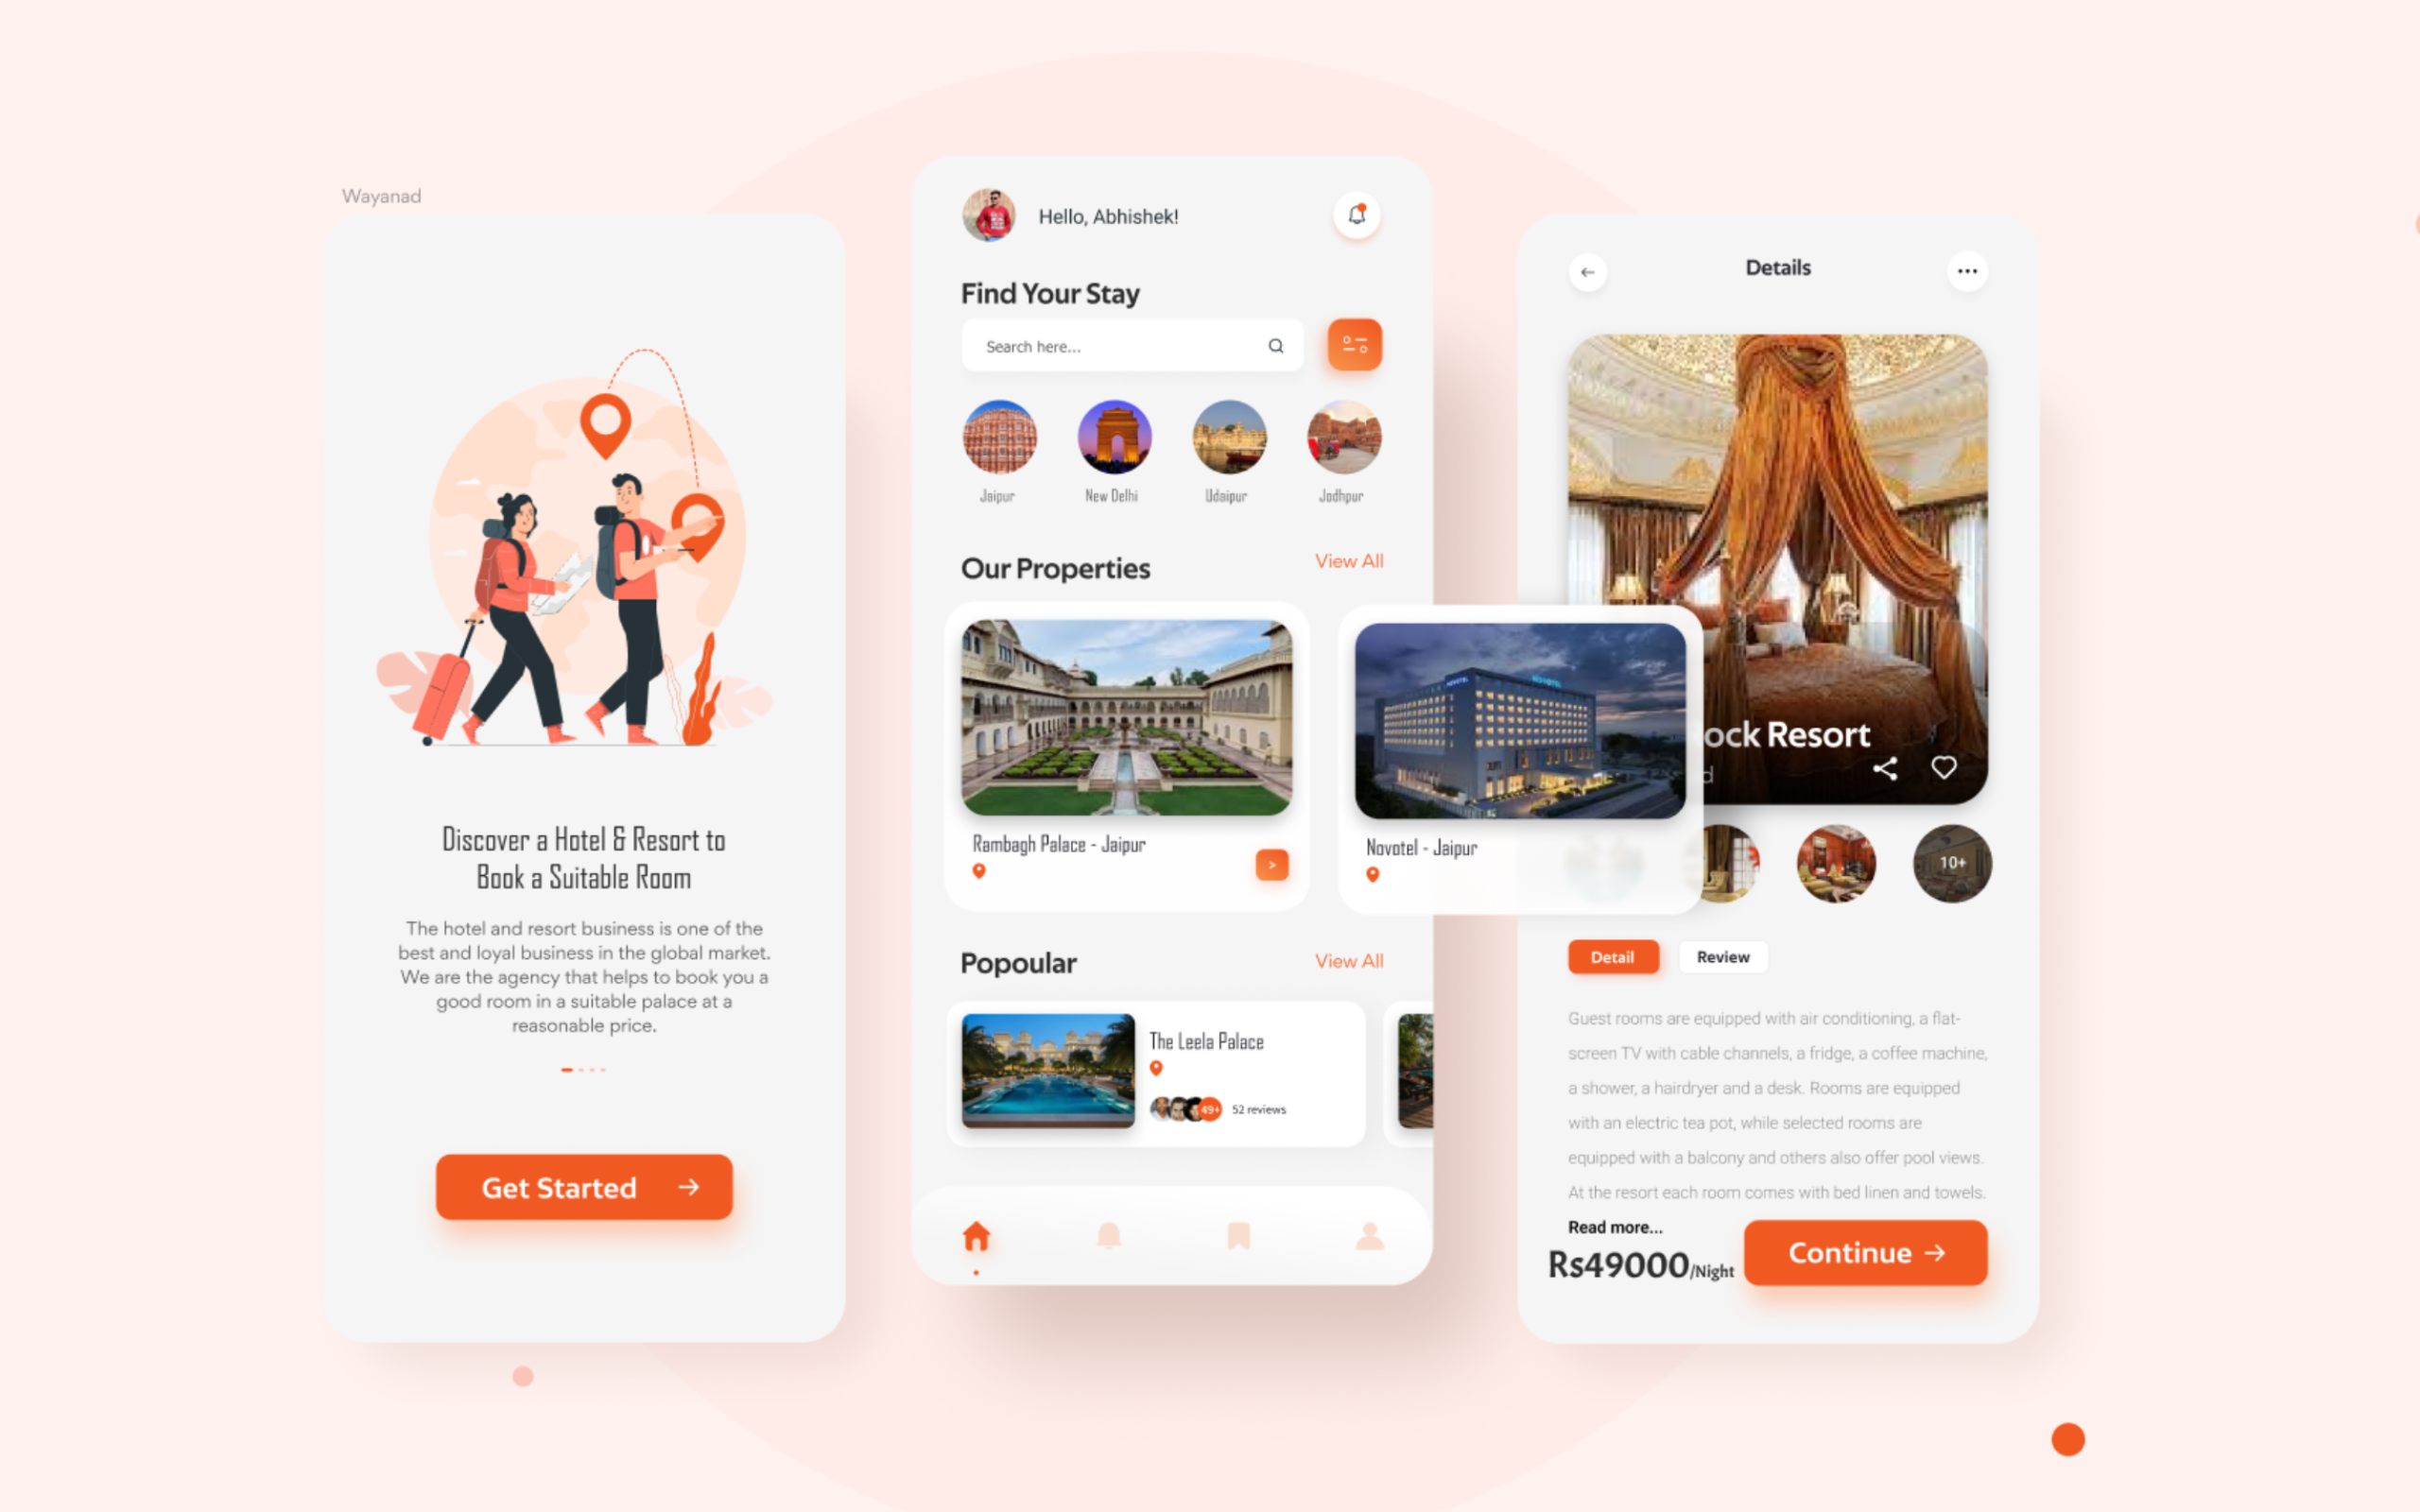 Wayanad
Discover a Hotel & Resort to
Book a Suitable Room
The hotel and resort business is one of the
best and loyal business in the global market.
We are the agency that helps to book you a
good room in a suitable palace at a
reasonable price.
Get Started
Hello, Abhishek!
Find Your Stay
Search here...
Jaipur
New Delhi
Udaipur
Jodhpur
Our Properties
View All
NOVOTEL
NOVOTEL
Rambagh Palace - Jaipur
>
Novotel - Jaipur
Popoular
View All
The Leela Palace
49+
52 reviews
Details
ock Resort
d
10+
Detail
Review
Guest rooms are equipped with air conditioning, a flat-
screen TV with cable channels, a fridge, a coffee machine,
a shower, a hairdryer and a desk. Rooms are equipped
with an electric tea pot, while selected rooms are
equipped with a balcony and others also offer pool views.
At the resort each room comes with bed linen and towels.
Read more...
Rs49000/Night
Continue